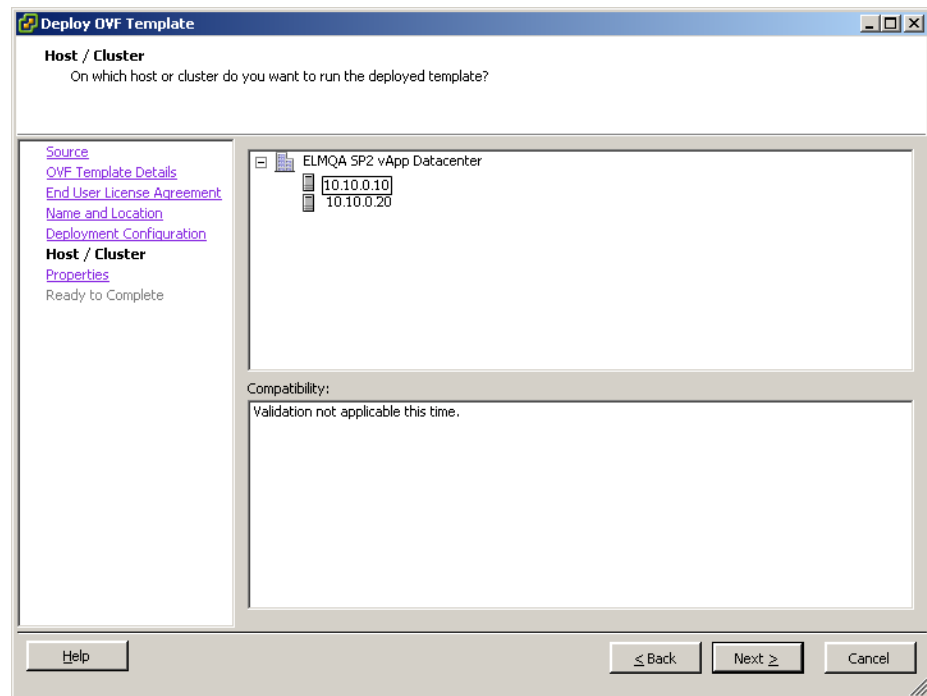 Deploy OVF Template
Host / Cluster
On which host or cluster do you want to run the deployed template?
Source
OVF Template Details
End User License Agreement
Name and Location
Deployment Configuration
Host / Cluster
Properties
Ready to Complete
ELMQA SP2 vApp Datacenter
10.10.0.10
10.10.0.20
Compatibility:
Validation not applicable this time.
Help
≤ Back
Next ≥
Cancel